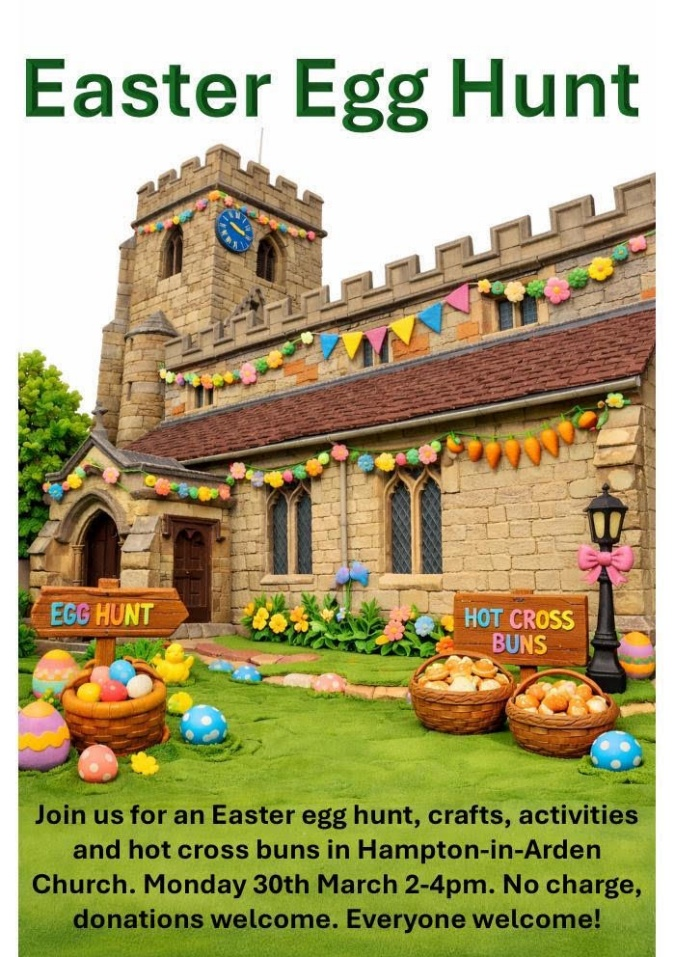 Easter Egg Hunt
EGG HUNT
HOT CROSS
BUNS
Join us for an Easter egg hunt, crafts, activities
and hot cross buns in Hampton-in-Arden
Church. Monday 30th March 2-4pm. No charge,
donations welcome. Everyone welcome!